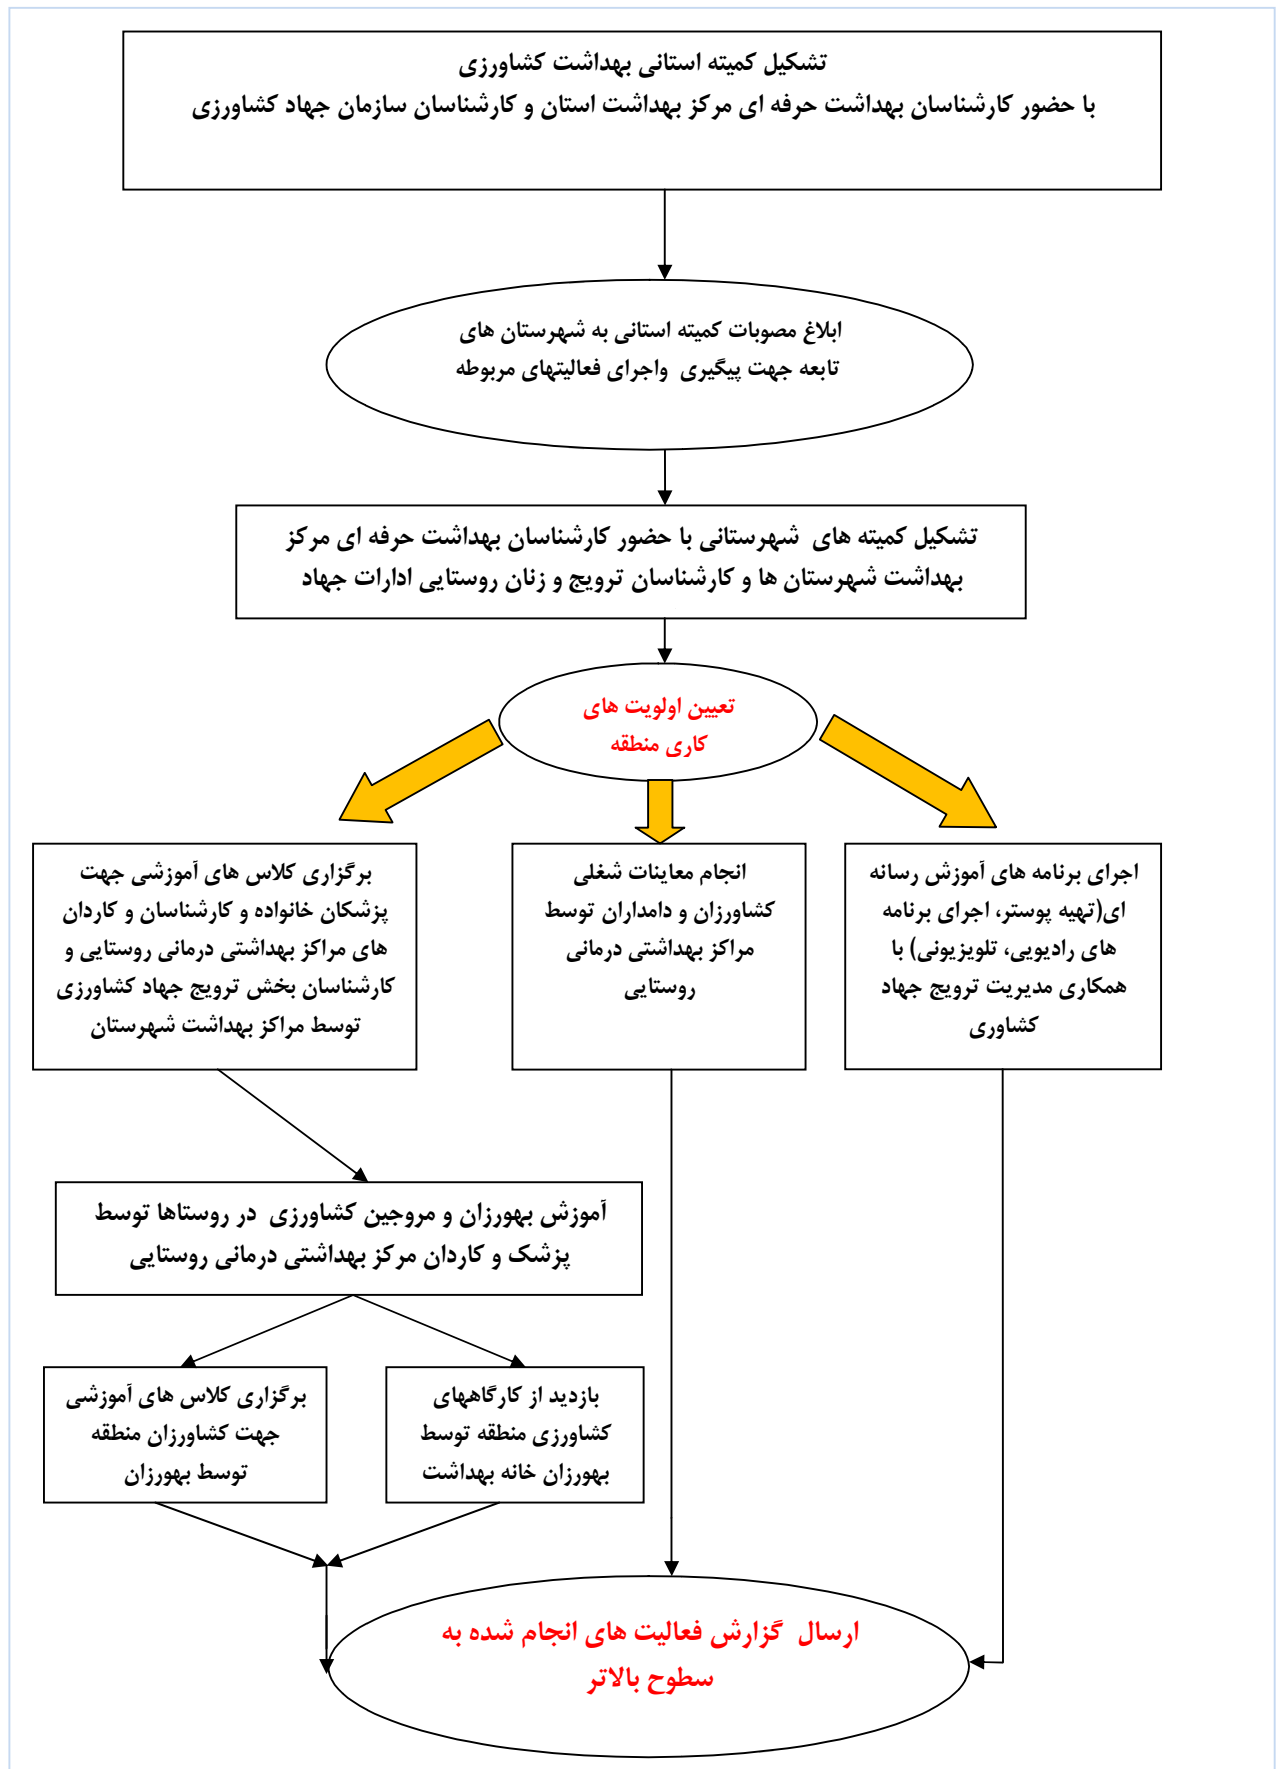 تشکیل کمیته استانی بهداشت کشاورزی
با حضور کارشناسان بهداشت حرفه ای مرکز بهداشت استان و کارشناسان سازمان جهاد کشاورزی
ابلاغ مصوبات کمیته استانی به شهرستان های
تابعه جهت پیگیری واجرای فعالیتهای مربوطه
تشکیل کمیته های شهرستانی با حضور کارشناسان بهداشت حرفه ای مرکز
بهداشت شهرستان ها و کارشناسان ترویج و زنان روستایی ادارات جهاد
تعیین اولویت های
کاری منطقه
اجرای برنامه های آموزش رسانه
ای(تهیه پوستر، اجرای برنامه
های رادیویی، تلویزیونی) با
همکاری مدیریت ترویج جهاد
کشاوری
انجام معاینات شغلی
کشاورزان و دامداران توسط
مراکز بهداشتی درمانی
روستایی
برگزاری کلاس های آموزشی جهت
پزشکان خانواده و کارشناسان و کاردان
های مراکز بهداشتی درمانی روستایی و
کارشناسان بخش ترویج جهاد کشاورزی
توسط مراکز بهداشت شهرستان
آموزش بهورزان و مروجین کشاورزی در روستاها توسط
پزشک و کاردان مرکز بهداشتی درمانی روستایی
بازدید از کارگاههای
کشاورزی منطقه توسط
بهورزان خانه بهداشت
برگزاری کلاس های آموزشی
جهت کشاورزان منطقه
توسط بهورزان
ارسال گزارش فعالیت های انجام شده به
سطوح بالاتر